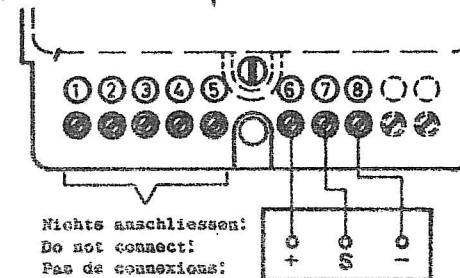 1 2 3 4 5 6 7 8
Nichts anschliessen!
Do not connect!
Pas de connexions!
+ S -